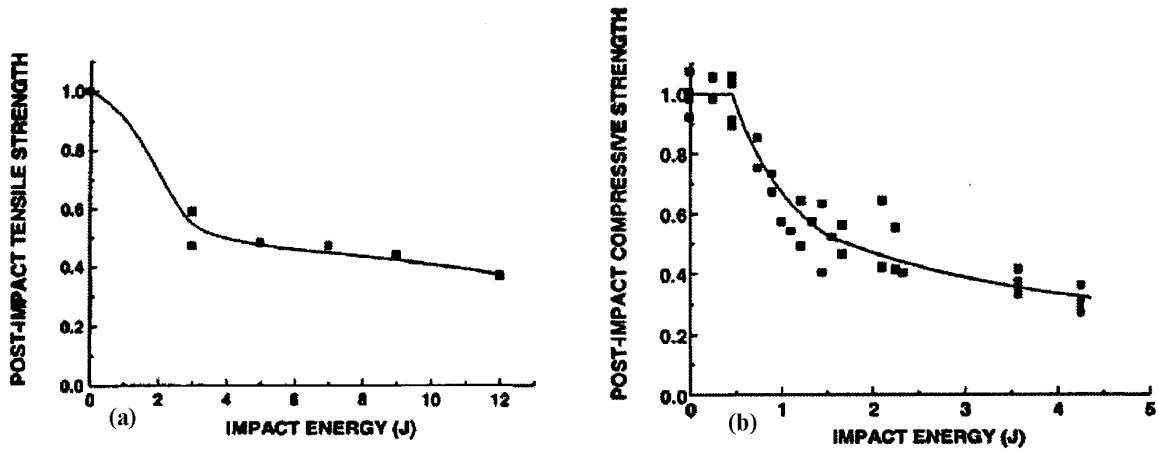 POST-IMPACT TENSILE STRENGTH
1.0
0.8
0.6
0.4
0.2
0.0
0 2 4 6 8 10 12
(a)
IMPACT ENERGY (J)
POST-IMPACT COMPRESSIVE STRENGTH
1.0
0.8
0.6
0.4
0.2
0.0
0 1 2 3 4 5
(b)
IMPACT ENERGY (J)